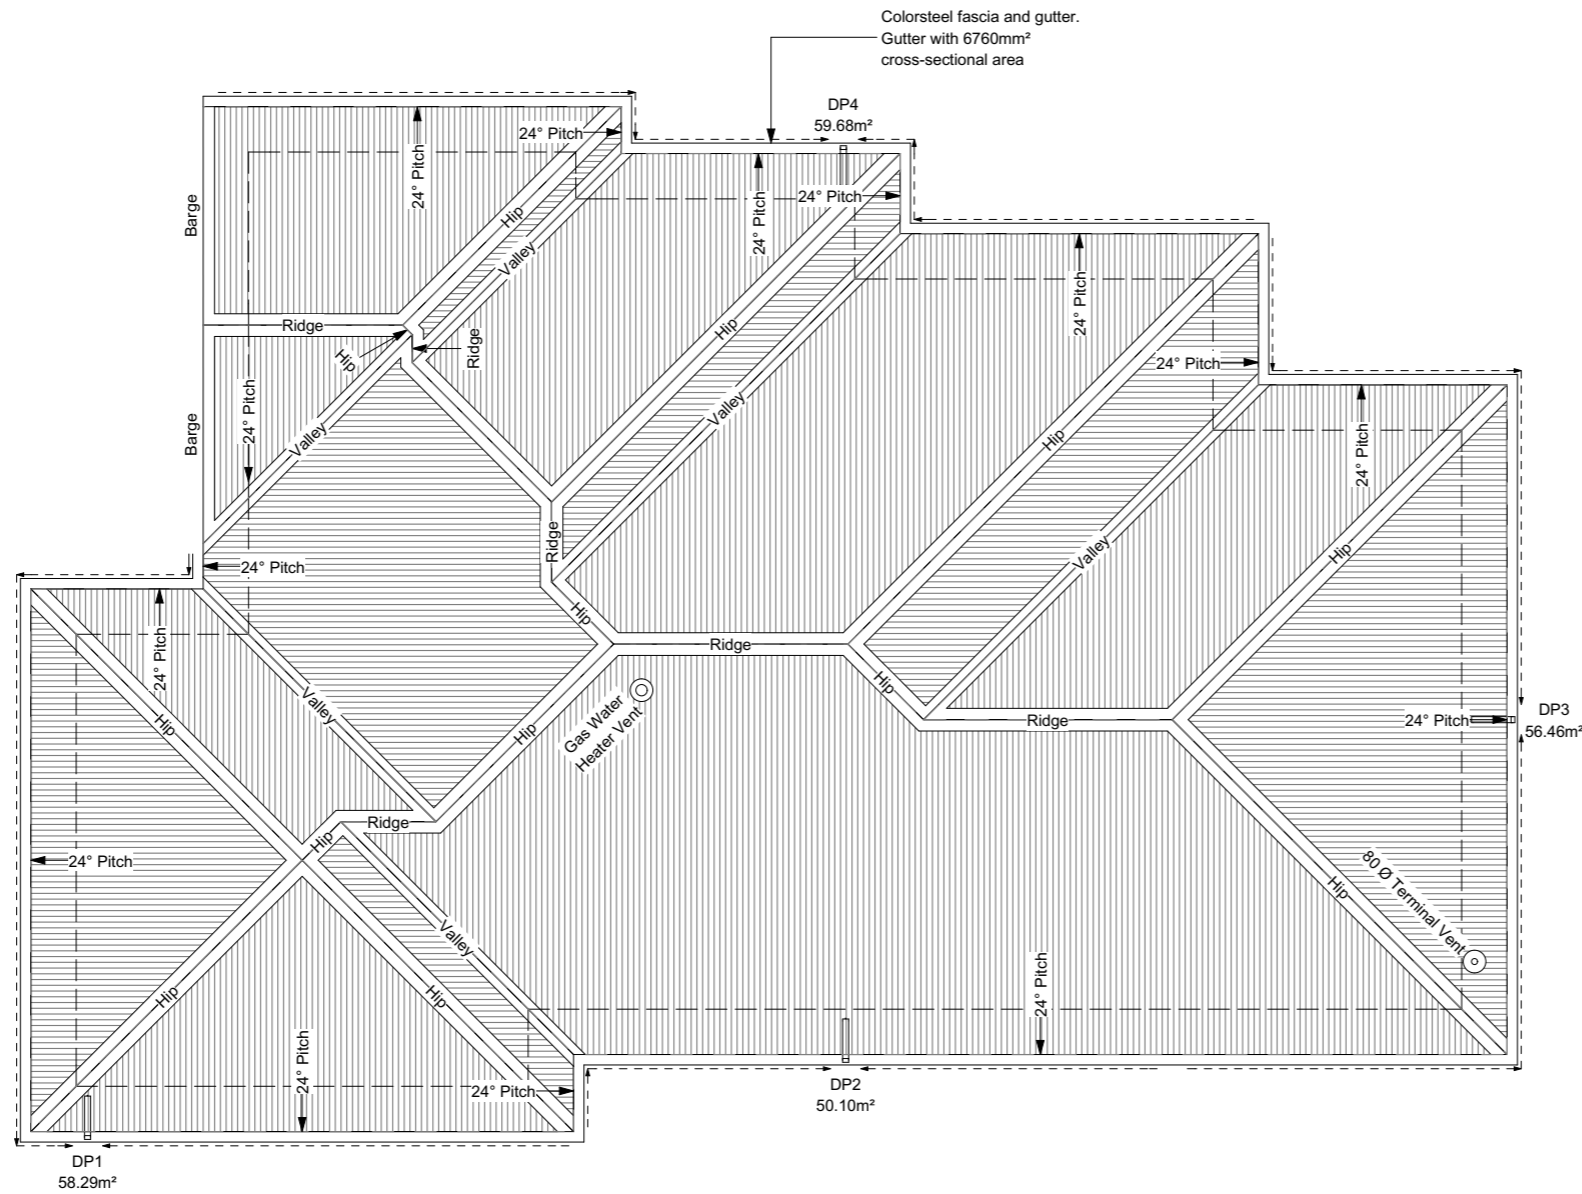 Colorsteel fascia and gutter.
Gutter with 6760mm²
cross-sectional area
DP4
59.68m²
24° Pitch
24° Pitch
Barge
Hip
24° Pitch
24° Pitch
Valley
24° Pitch
Ridge
Hip
Ridge
Hip
24° Pitch
Barge
24° Pitch
Valley
Valley
Hip
24° Pitch
Ridge
24° Pitch
Valley
Hip
24° Pitch
Hip
Ridge
Hip
Valley
Hip
Hip
Gas Water
Heater Vent
Ridge
24° Pitch
DP3
56.46m²
Ridge
Hip
24° Pitch
Hip
80 Ø Terminal Vent
Valley
Hip
Hip
24° Pitch
24° Pitch
24° Pitch
DP2
50.10m²
DP1
58.29m²